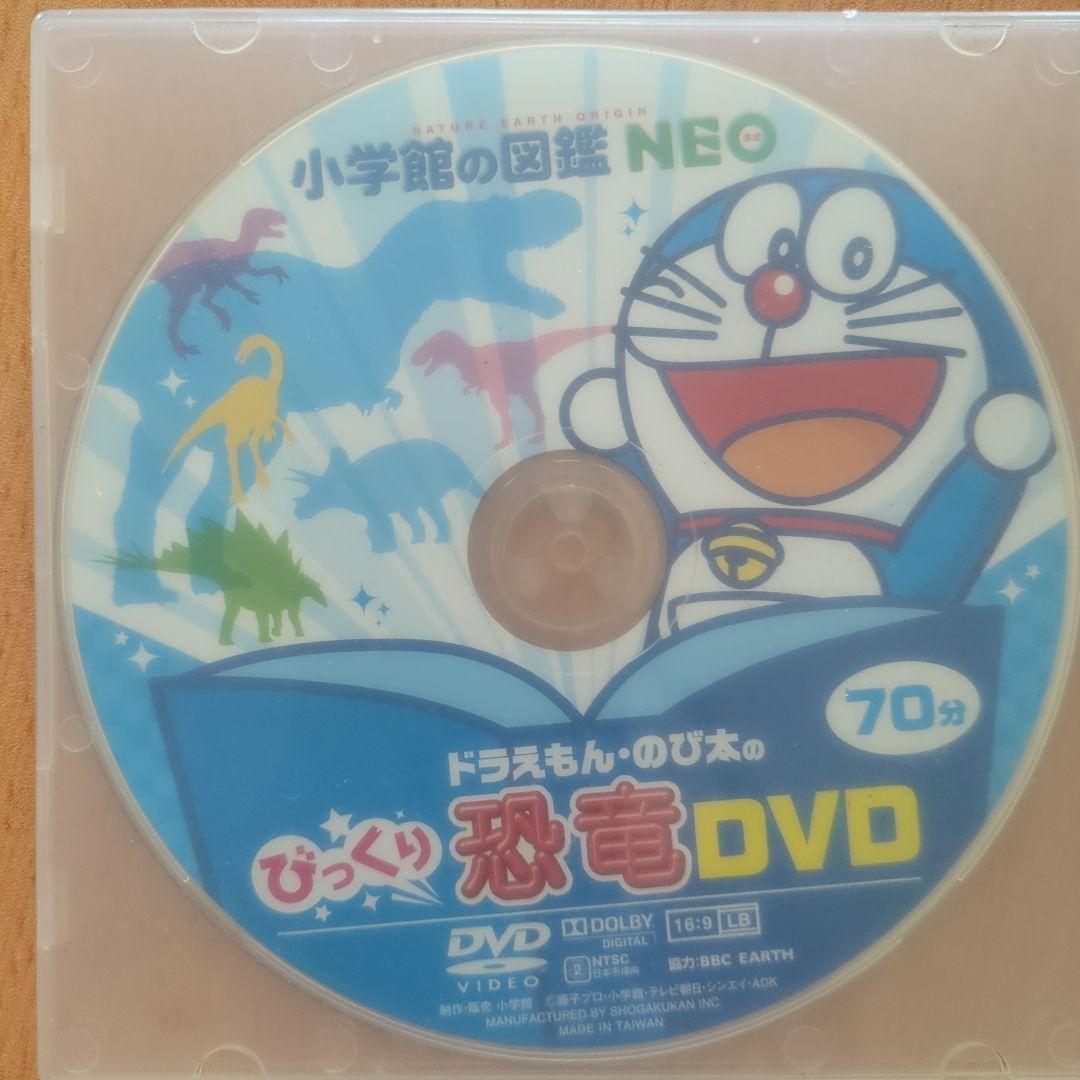 NATURE EARTH ORIGIN
小学館の図鑑 NEO
ネオ
70分
ドラえもん・のび太の
びっくり恐竜DVD
DVD
VIDEO
DOLBY
DIGITAL
16:9 LB
2 NTSC
日本市場向
協力:BBC EARTH
制作・販売 小学館 ©藤子プロ・小学館・テレビ朝日・シンエイ・ADK
MANUFACTURED BY SHOGAKUKAN INC.
MADE IN TAIWAN